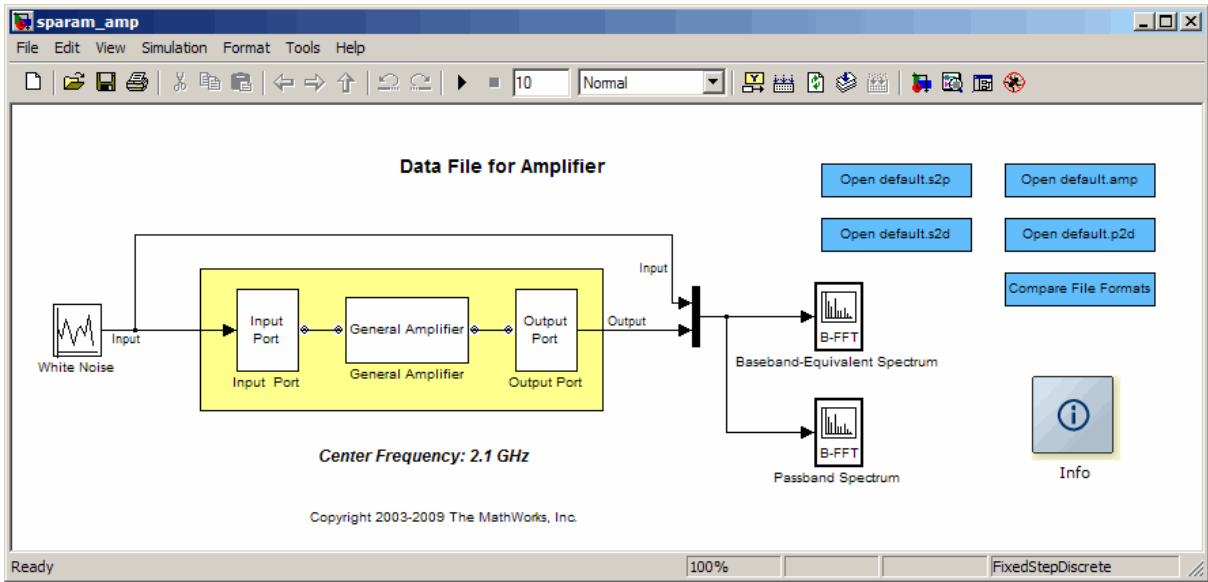 sparam_amp
File Edit View Simulation Format Tools Help
10 Normal
Data File for Amplifier
Open default.s2p
Open default.amp
Open default.s2d
Open default.p2d
Compare File Formats
Input
White Noise
Input
Port
Input Port
General Amplifier
General Amplifier
Output
Port
Output Port
Input
Output
B-FFT
Baseband-Equivalent Spectrum
B-FFT
Passband Spectrum
Info
Center Frequency: 2.1 GHz
Copyright 2003-2009 The MathWorks, Inc.
Ready 100% FixedStepDiscrete